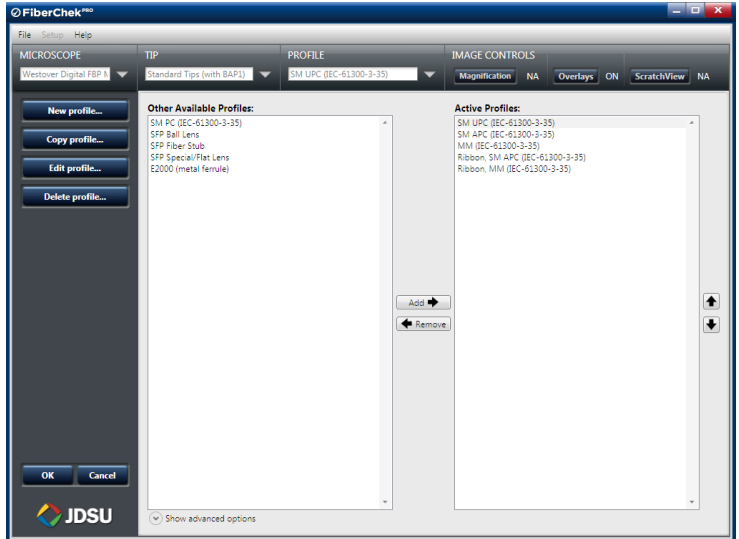 FiberChek PRO
File Setup Help
MICROSCOPE TIP PROFILE IMAGE CONTROLS
Westover Digital FBP Standard Tips (with BAP1) SM UPC (IEC-61300-3-35) Magnification NA Overlays ON ScratchView NA
New profile...
Copy profile...
Edit profile...
Delete profile...
OK Cancel
JDSU
Other Available Profiles:
SM PC (IEC-61300-3-35)
SFP Ball Lens
SFP Fiber Stub
SFP Special/Flat Lens
E2000 (metal ferrule)
Show advanced options
Add
Remove
Active Profiles:
SM UPC (IEC-61300-3-35)
SM APC (IEC-61300-3-35)
MM (IEC-61300-3-35)
Ribbon, SM APC (IEC-61300-3-35)
Ribbon, MM (IEC-61300-3-35)